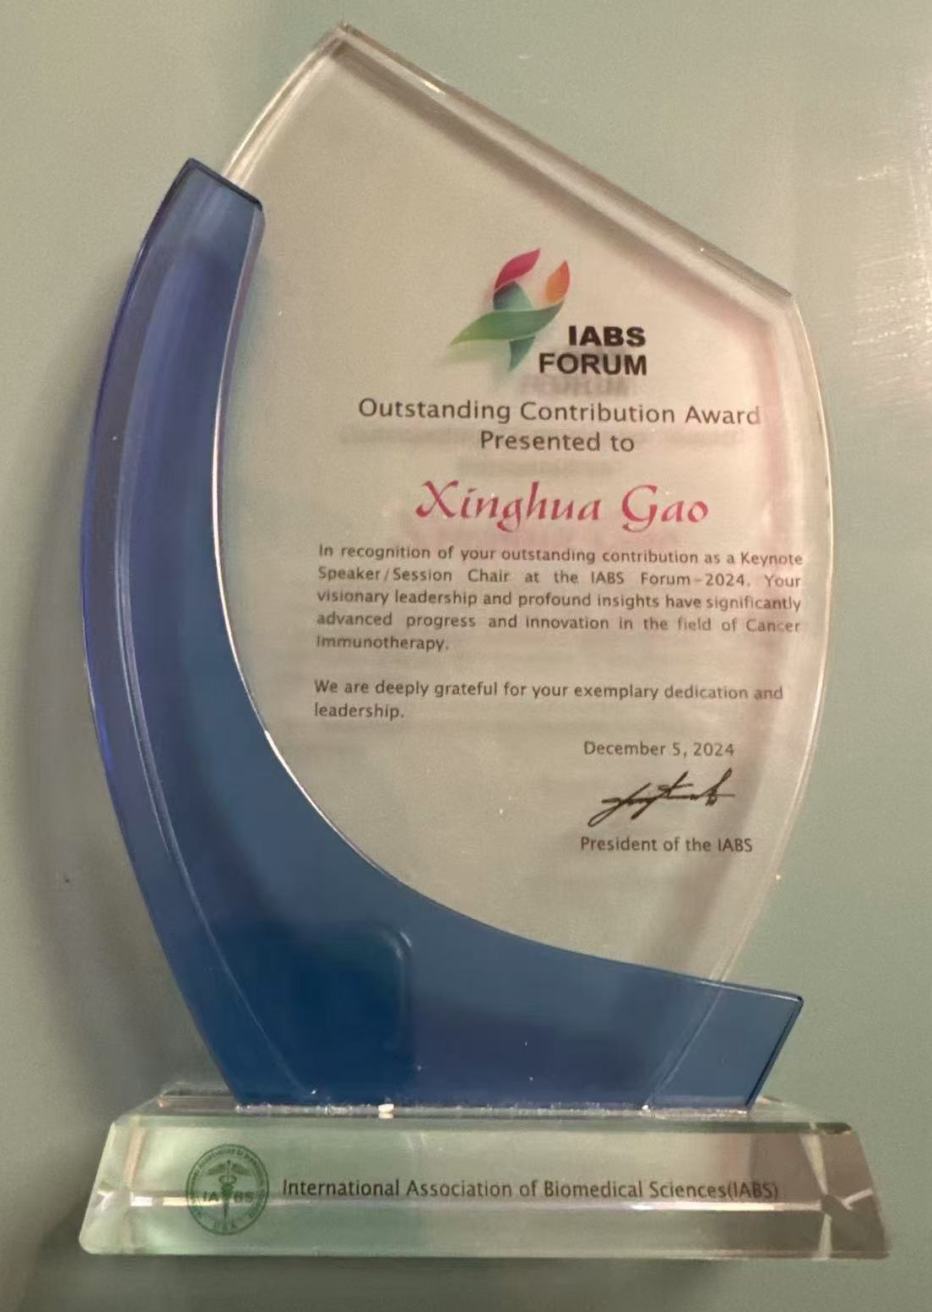 IABS
FORUM
Outstanding Contribution Award
Presented to
Xinghua Gao
In recognition of your outstanding contribution as a Keynote
Speaker/Session Chair at the IABS Forum-2024. Your
visionary leadership and profound insights have significantly
advanced progress and innovation in the field of Cancer
Immunotherapy.
We are deeply grateful for your exemplary dedication and
leadership.
December 5, 2024
President of the IABS
IABS
International Association of Biomedical Sciences(IABS)